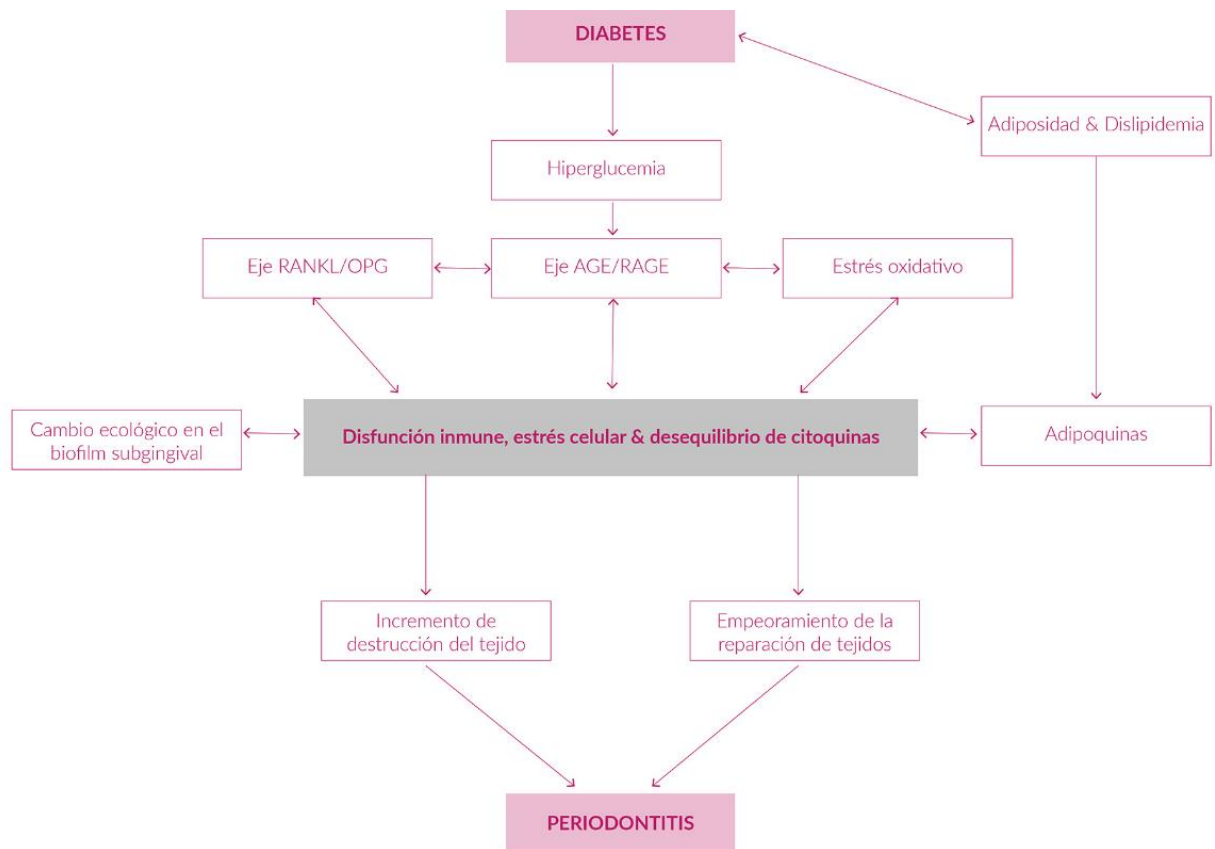 DIABETES
Adiposidad & Dislipidemia
Hiperglucemia
Eje RANKL/OPG
Eje AGE/RAGE
Estrés oxidativo
Cambio ecológico en el
biofilm subgingival
Disfunción inmune, estrés celular & desequilibrio de citoquinas
Adipoquinas
Incremento de
destrucción del tejido
Empeoramiento de la
reparación de tejidos
PERIODONTITIS